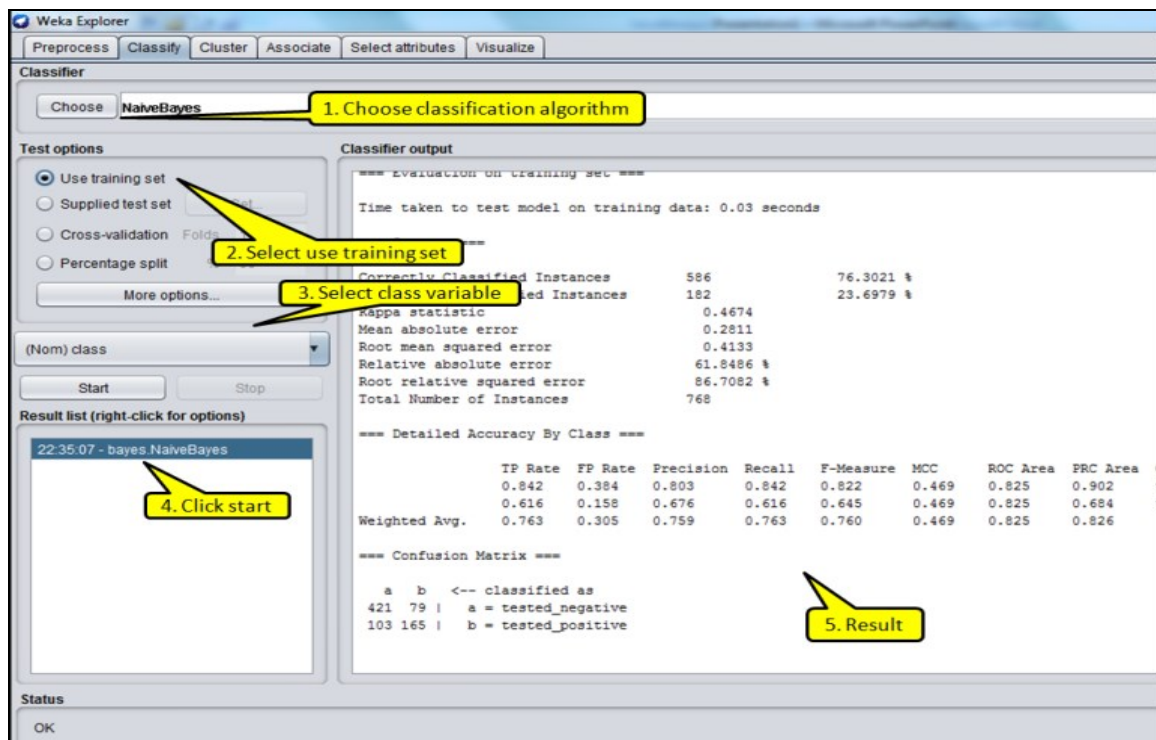 Weka Explorer
Preprocess Classify Cluster Associate Select attributes Visualize
Classifier
Choose NaiveBayes
1. Choose classification algorithm
Test options
Use training set
Supplied test set
Cross-validation Folds
Percentage split
More options...
2. Select use training set
3. Select class variable
(Nom) class
Start Stop
Result list (right-click for options)
22:35:07 - bayes.NaiveBayes
4. Click start
Classifier output
=== Evaluation on training set ===
Time taken to test model on training data: 0.03 seconds
===
Correctly Classified Instances 586 76.3021 %
Instances 182 23.6979 %
Kappa statistic 0.4674
Mean absolute error 0.2811
Root mean squared error 0.4133
Relative absolute error 61.8486 %
Root relative squared error 86.7082 %
Total Number of Instances 768
=== Detailed Accuracy By Class ===
TP Rate FP Rate Precision Recall F-Measure MCC ROC Area PRC Area
0.842 0.384 0.803 0.842 0.822 0.469 0.825 0.902
0.616 0.158 0.676 0.616 0.645 0.469 0.825 0.684
Weighted Avg. 0.763 0.305 0.759 0.763 0.760 0.469 0.825 0.826
=== Confusion Matrix ===
a b <-- classified as
421 79 | a = tested_negative
103 165 | b = tested_positive
5. Result
Status
OK